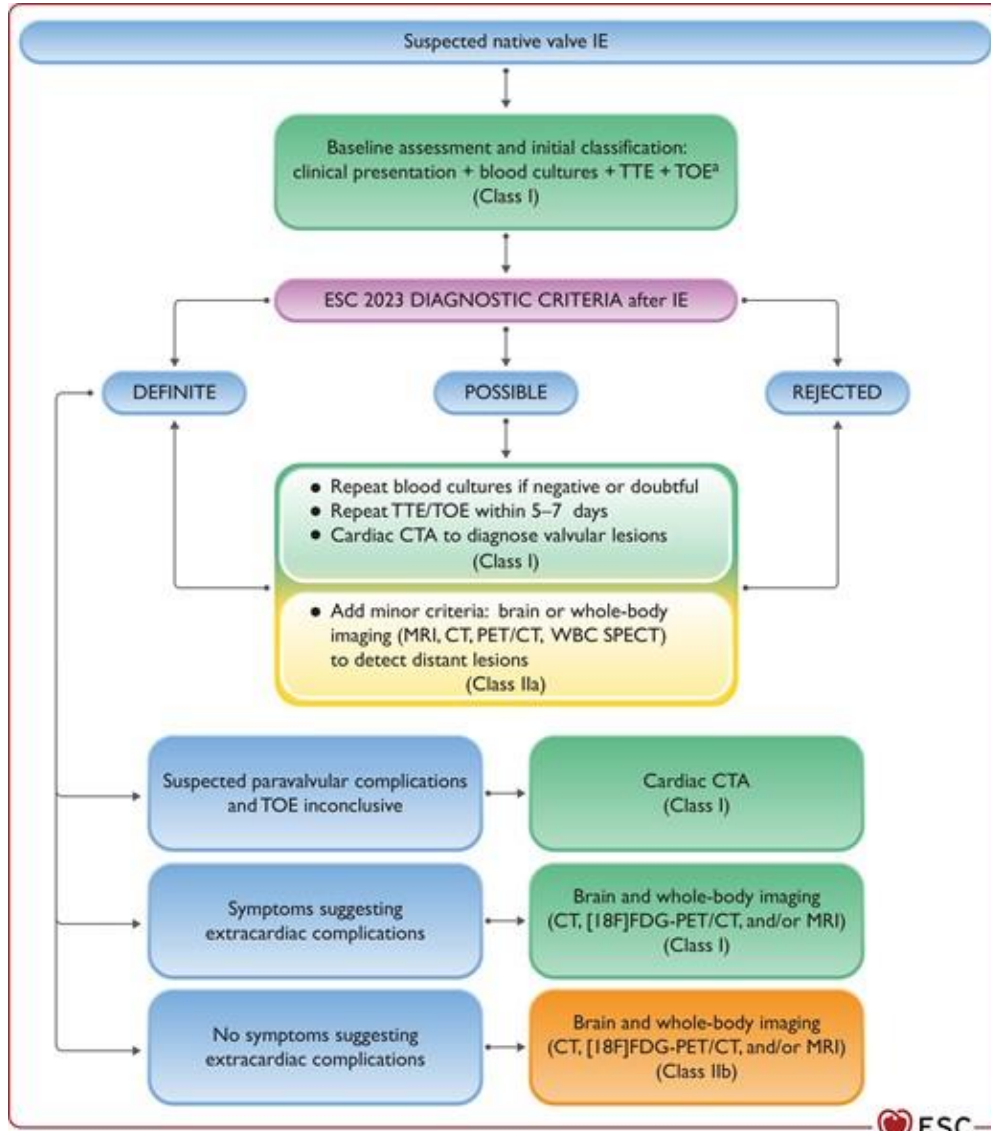 Suspected native valve IE
Baseline assessment and initial classification:
clinical presentation + blood cultures + TTE + TOEᵃ
(Class I)
ESC 2023 DIAGNOSTIC CRITERIA after IE
DEFINITE
POSSIBLE
REJECTED
● Repeat blood cultures if negative or doubtful
● Repeat TTE/TOE within 5–7 days
● Cardiac CTA to diagnose valvular lesions
(Class I)
● Add minor criteria: brain or whole-body
imaging (MRI, CT, PET/CT, WBC SPECT)
to detect distant lesions
(Class IIa)
Suspected paravalvular complications
and TOE inconclusive
Cardiac CTA
(Class I)
Symptoms suggesting
extracardiac complications
Brain and whole-body imaging
(CT, [18F]FDG-PET/CT, and/or MRI)
(Class I)
No symptoms suggesting
extracardiac complications
Brain and whole-body imaging
(CT, [18F]FDG-PET/CT, and/or MRI)
(Class IIb)
ESC